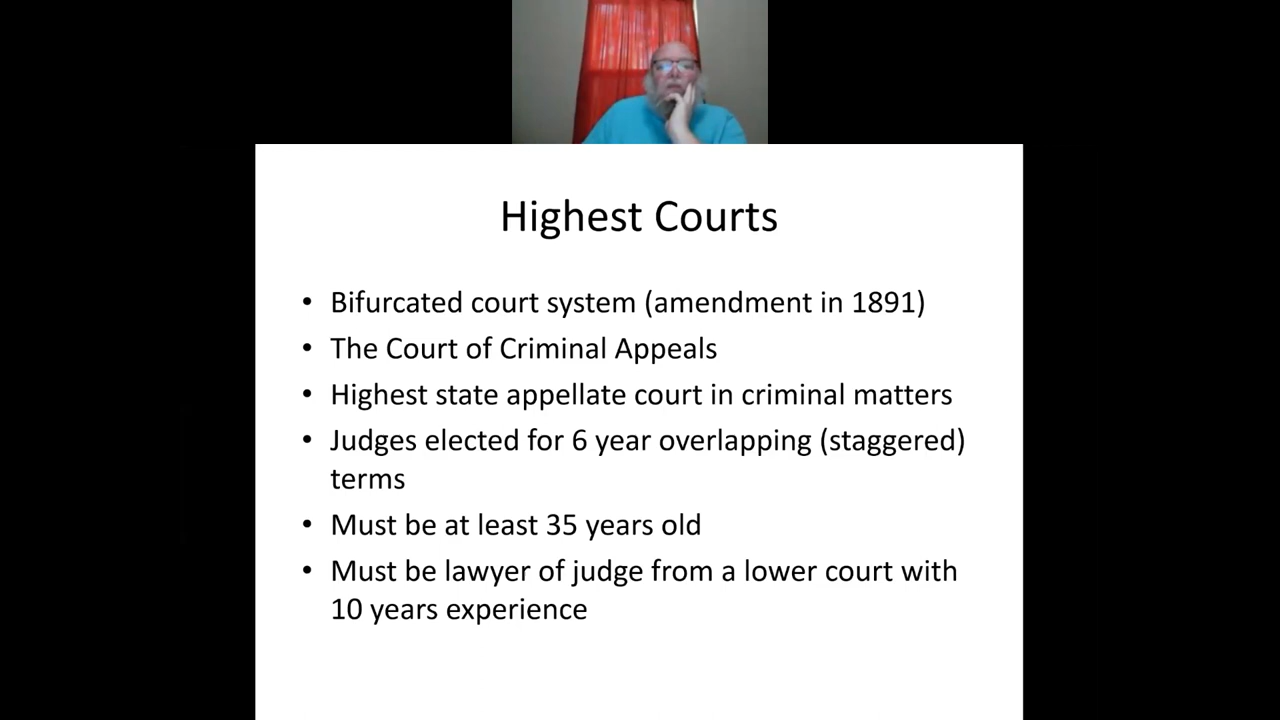 Highest Courts
• Bifurcated court system (amendment in 1891)
• The Court of Criminal Appeals
• Highest state appellate court in criminal matters
• Judges elected for 6 year overlapping (staggered)
terms
• Must be at least 35 years old
• Must be lawyer of judge from a lower court with
10 years experience